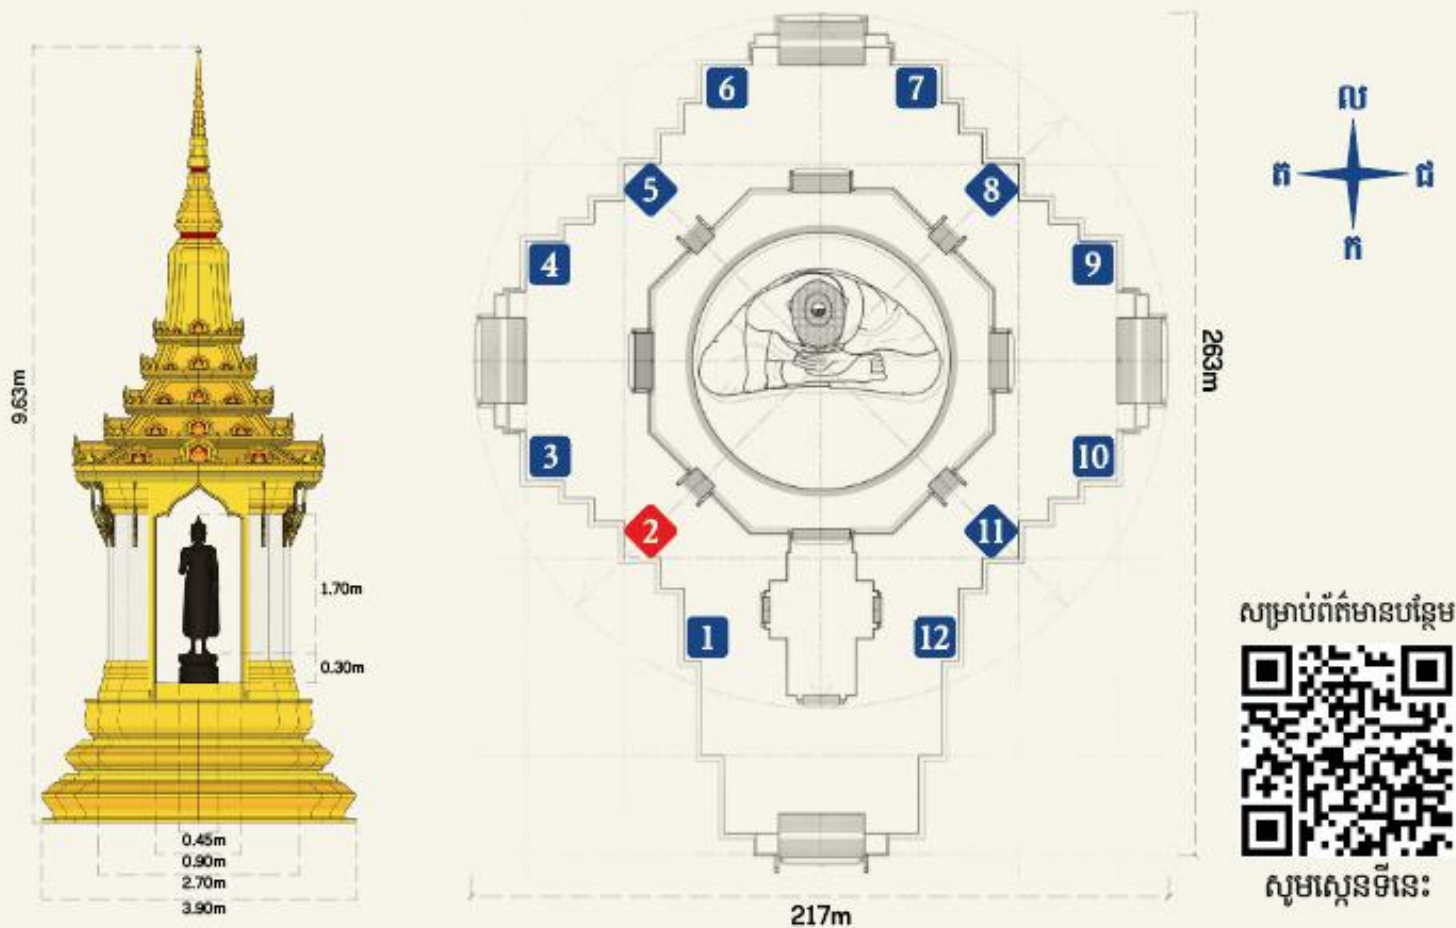 9.63m
1.70m
0.30m
0.45m
0.90m
2.70m
3.90m
6
7
5
8
4
9
3
10
2
11
1
12
263m
217m
ល
ត
ជ
ក
សម្រាប់ព័ត៌មានបន្ថែម
សូមស្កេនទីនេះ